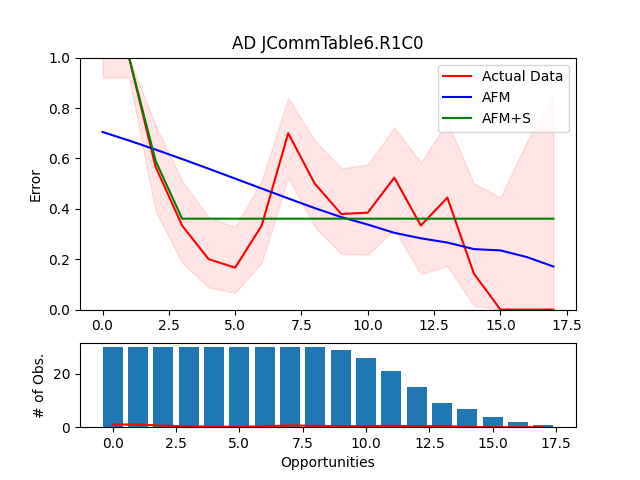 AD JCommTable6.R1C0
Error
1.0
0.8
0.6
0.4
0.2
0.0
Actual Data
AFM
AFM+S
0.0 2.5 5.0 7.5 10.0 12.5 15.0 17.5
# of Obs.
20
0
0.0 2.5 5.0 7.5 10.0 12.5 15.0 17.5
Opportunities